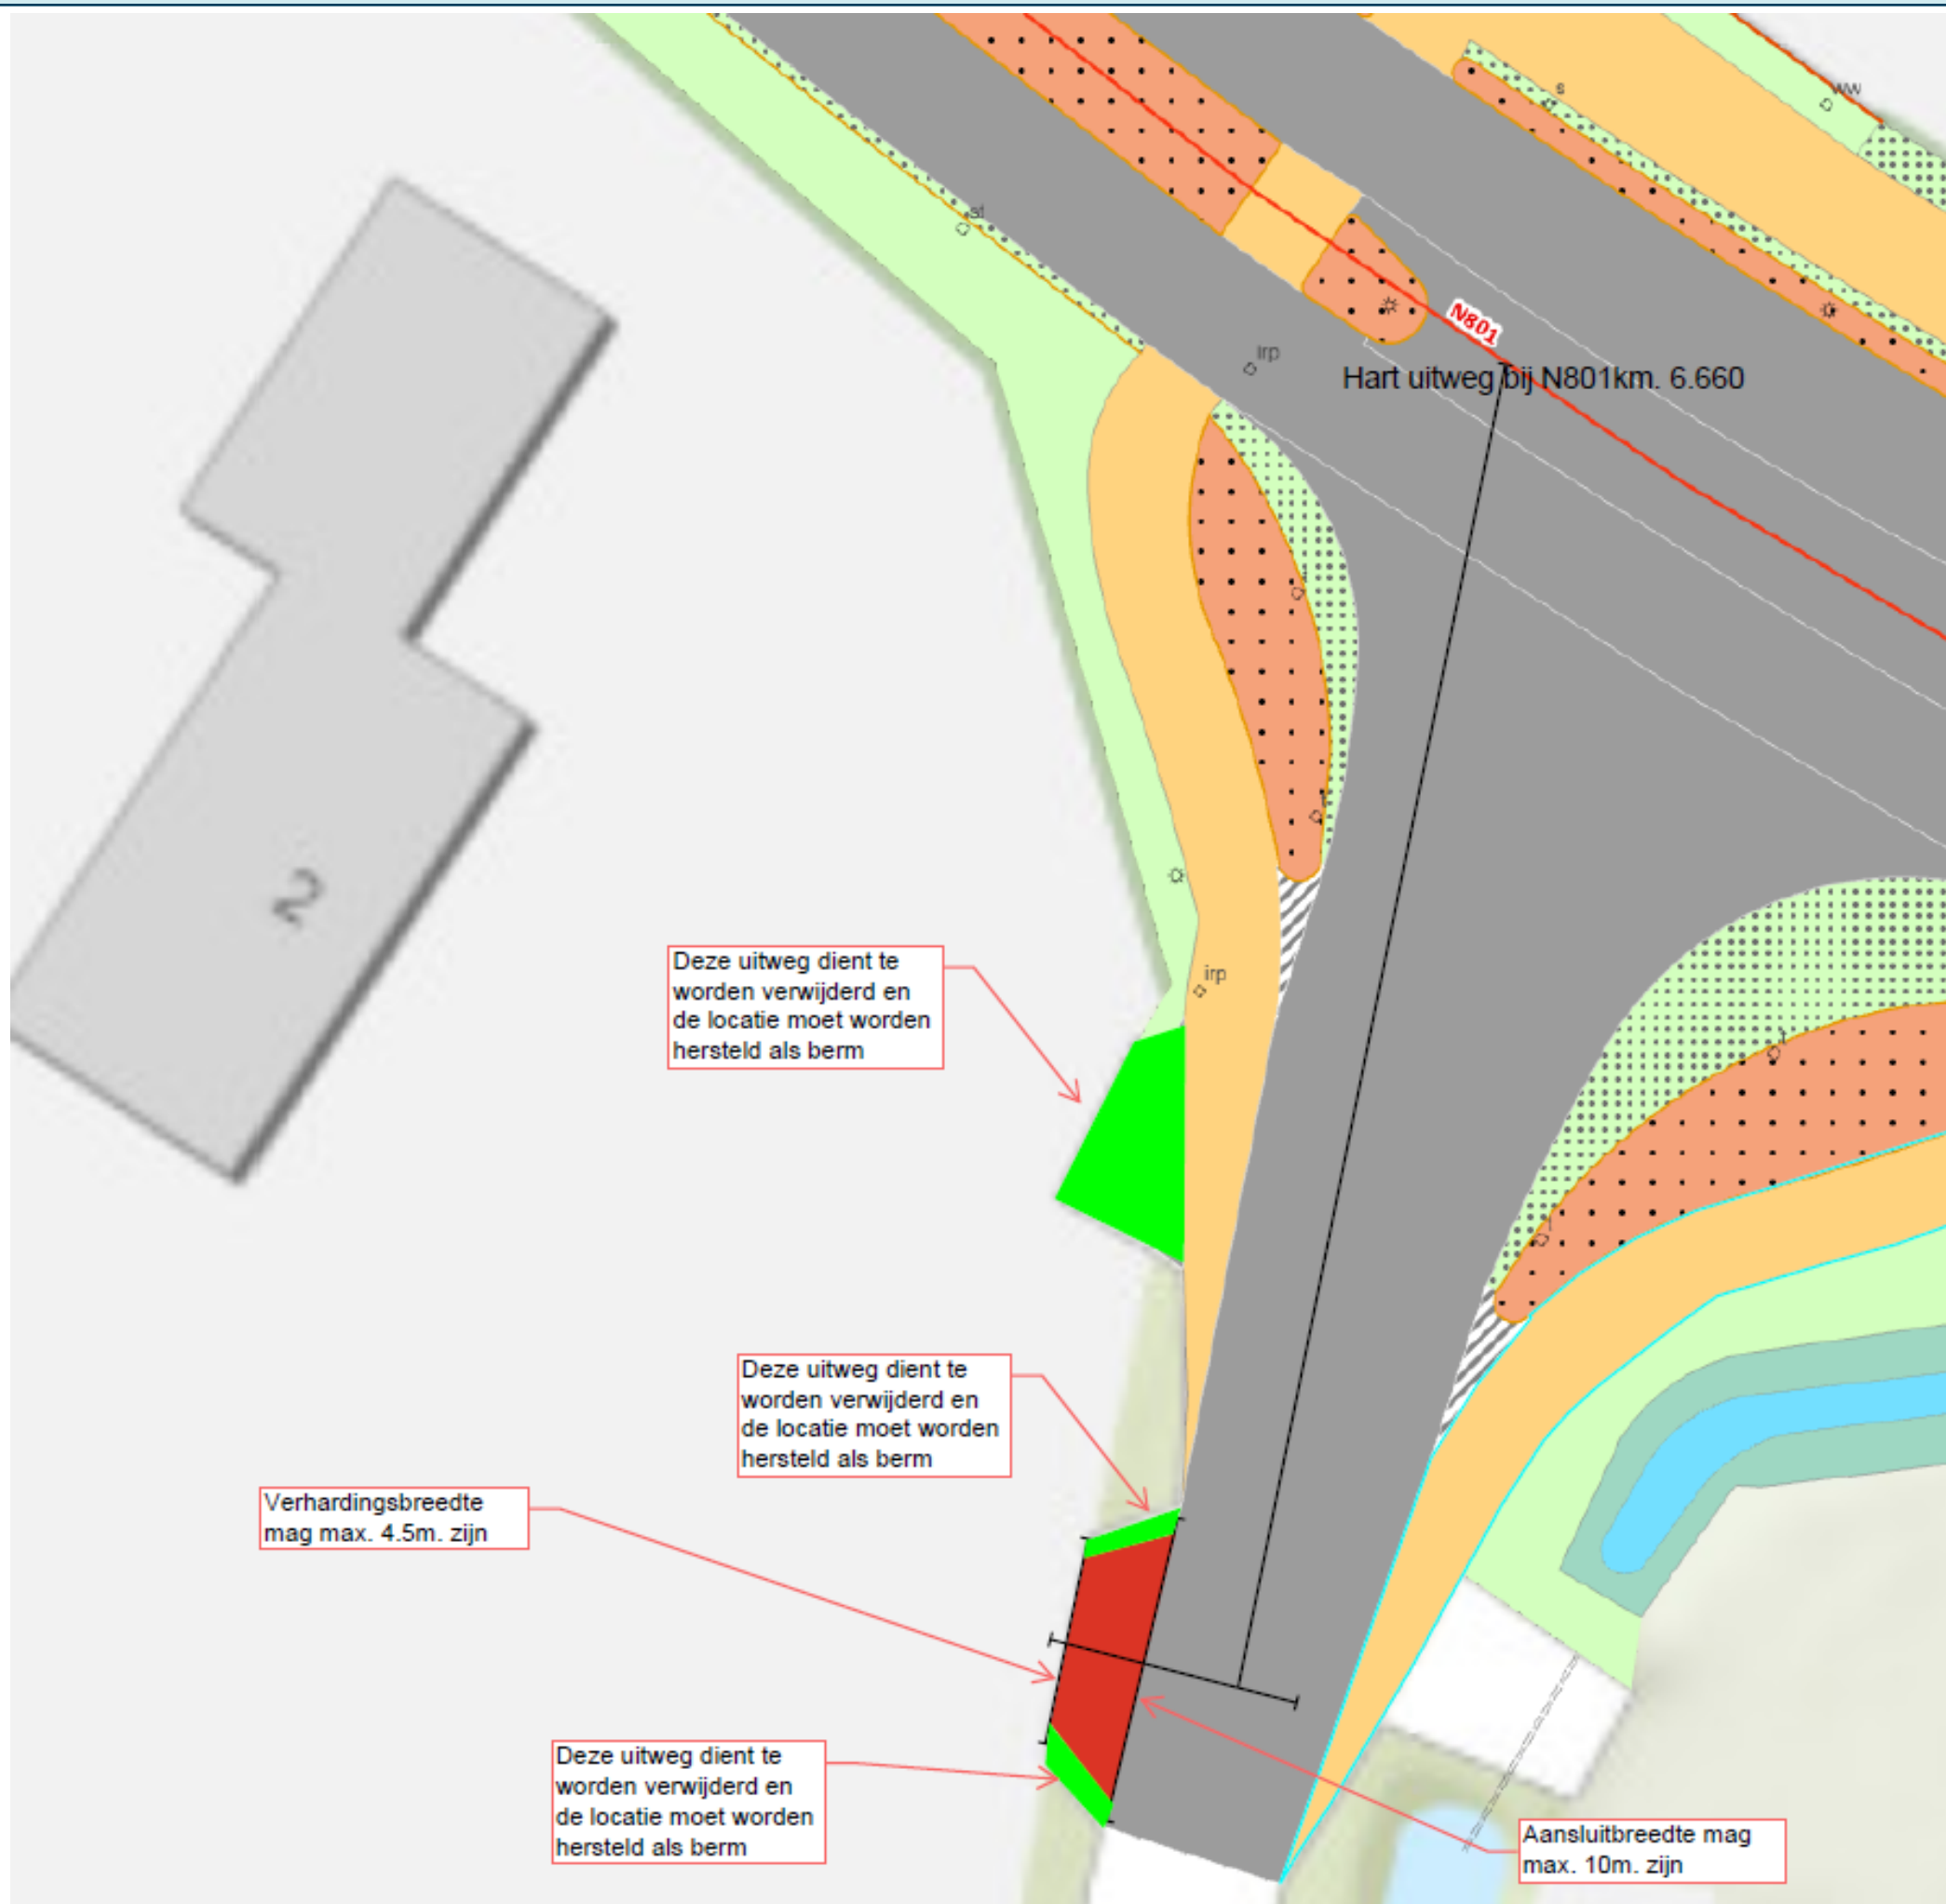 s
ww
st
N801
irp
Hart uitweg bij N801km. 6.660
2
Deze uitweg dient te
worden verwijderd en
de locatie moet worden
hersteld als berm
irp
t
Deze uitweg dient te
worden verwijderd en
de locatie moet worden
hersteld als berm
Verhardingsbreedte
mag max. 4.5m. zijn
Deze uitweg dient te
worden verwijderd en
de locatie moet worden
hersteld als berm
Aansluitbreedte mag
max. 10m. zijn